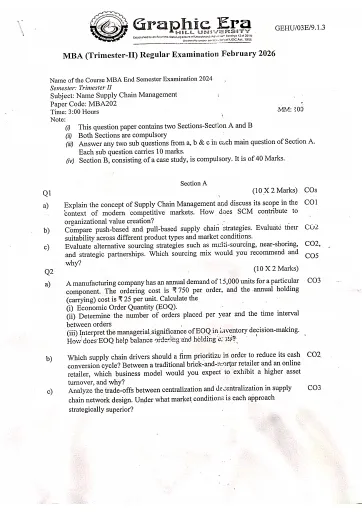 GEHU/03E/9.1.3
Graphic Era
HILL UNIVERSITY
MBA (Trimester-II) Regular Examination February 2026
Name of the Course MBA End Semester Examination 2024
Semester: Trimester II
Subject: Name Supply Chain Management
Paper Code: MBA202
Time: 3:00 Hours MM: 100
Note:
(i) This question paper contains two Sections-Section A and B
(ii) Both Sections are compulsory
(iii) Answer any two sub questions from a, b & c in each main question of Section A.
Each sub question carries 10 marks.
(iv) Section B, consisting of a case study, is compulsory. It is of 40 Marks.
Section A
Q1 (10 X 2 Marks) COs
a) Explain the concept of Supply Chain Management and discuss its scope in the CO1
context of modern competitive markets. How does SCM contribute to
organizational value creation?
b) Compare push-based and pull-based supply chain strategies. Evaluate their CO2
suitability across different product types and market conditions.
c) Evaluate alternative sourcing strategies such as multi-sourcing, near-shoring, CO2,
and strategic partnerships. Which sourcing mix would you recommend and CO5
why?
Q2 (10 X 2 Marks)
a) A manufacturing company has an annual demand of 15,000 units for a particular CO3
component. The ordering cost is ₹ 750 per order, and the annual holding
(carrying) cost is ₹ 25 per unit. Calculate the
(i) Economic Order Quantity (EOQ).
(ii) Determine the number of orders placed per year and the time interval
between orders
(iii) Interpret the managerial significance of EOQ in inventory decision-making.
How does EOQ help balance ordering and holding costs?
b) Which supply chain drivers should a firm prioritize in order to reduce its cash CO2
conversion cycle? Between a traditional brick-and-mortar retailer and an online
retailer, which business model would you expect to exhibit a higher asset
turnover, and why?
c) Analyze the trade-offs between centralization and decentralization in supply CO3
chain network design. Under what market conditions is each approach
strategically superior?